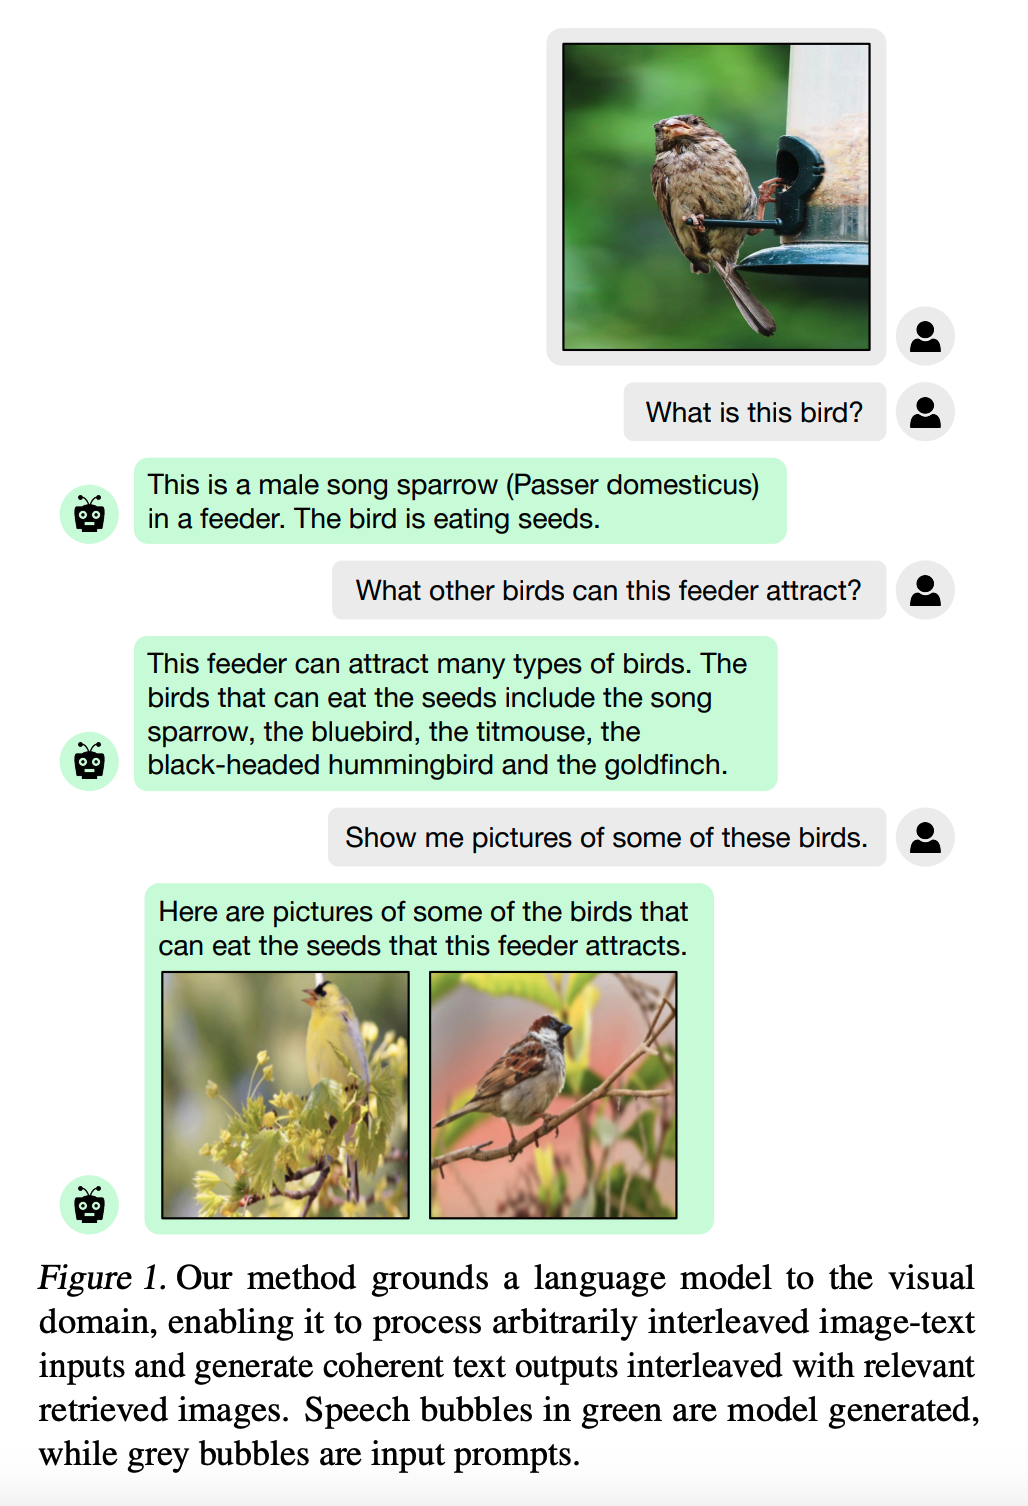 What is this bird?
This is a male song sparrow (Passer domesticus)
in a feeder. The bird is eating seeds.
What other birds can this feeder attract?
This feeder can attract many types of birds. The
birds that can eat the seeds include the song
sparrow, the bluebird, the titmouse, the
black-headed hummingbird and the goldfinch.
Show me pictures of some of these birds.
Here are pictures of some of the birds that
can eat the seeds that this feeder attracts.
Figure 1. Our method grounds a language model to the visual
domain, enabling it to process arbitrarily interleaved image-text
inputs and generate coherent text outputs interleaved with relevant
retrieved images. Speech bubbles in green are model generated,
while grey bubbles are input prompts.